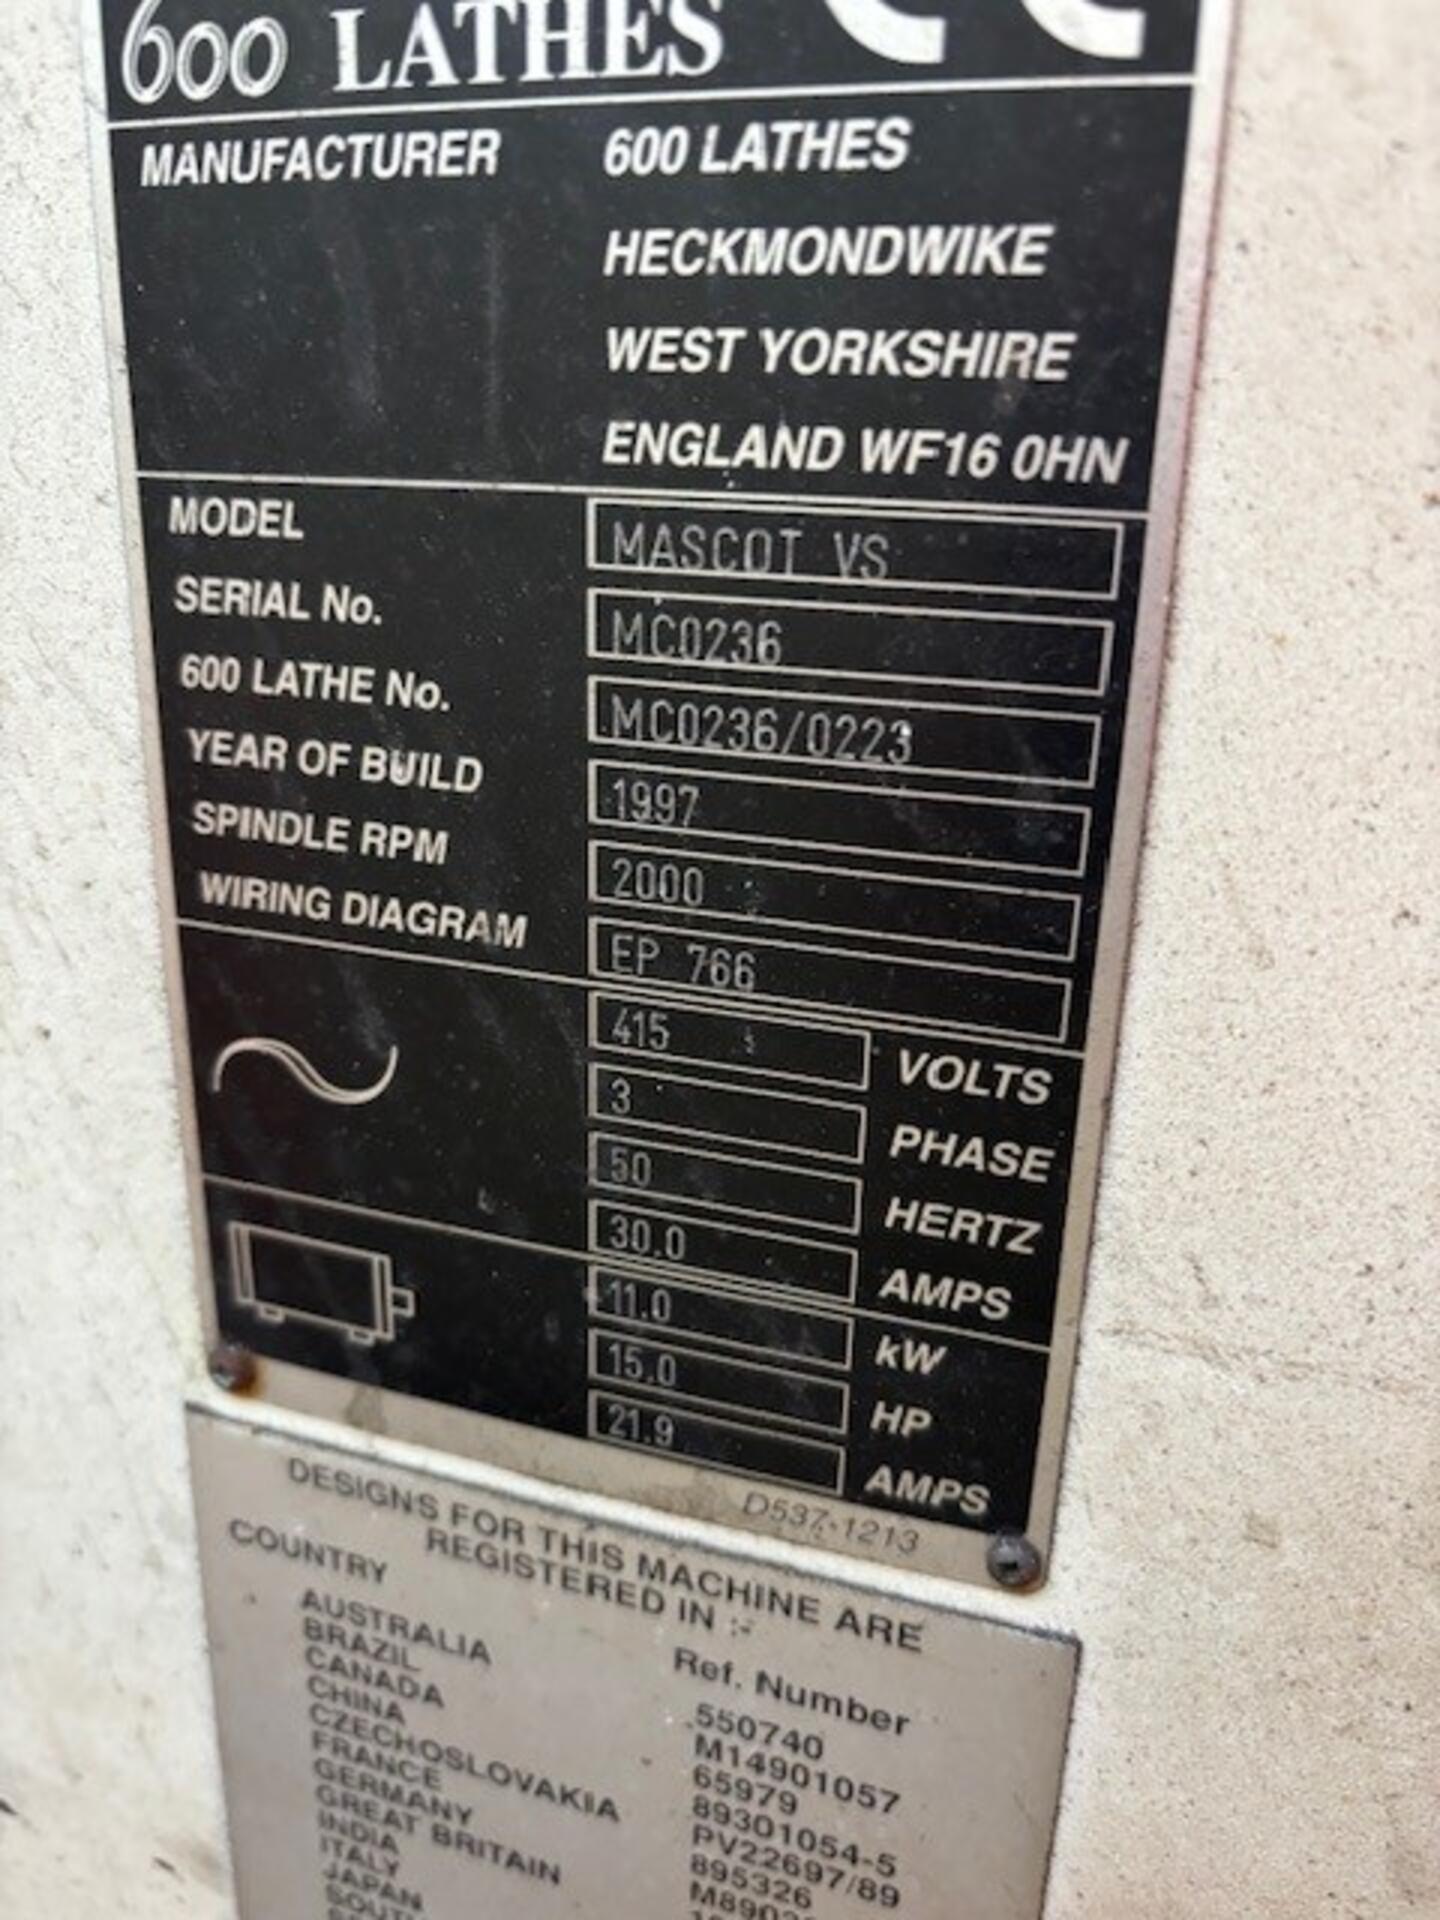 600 LATHES CE
MANUFACTURER 600 LATHES
HECKMONDWIKE
WEST YORKSHIRE
ENGLAND WF16 0HN
MODEL MASCOT VS
SERIAL No. MC0236
600 LATHE No. MC0236/0223
YEAR OF BUILD 1997
SPINDLE RPM 2000
WIRING DIAGRAM EP 766
415 VOLTS
3 PHASE
50 HERTZ
30.0 AMPS
11.0 kW
15.0 HP
21.9 AMPS
D537-1213
DESIGNS FOR THIS MACHINE ARE
REGISTERED IN :-
COUNTRY Ref. Number
AUSTRALIA 550740
BRAZIL M14901057
CANADA 65979
CHINA 89301054-5
CZECHOSLOVAKIA PV22697/89
FRANCE 895326
GERMANY
GREAT BRITAIN
INDIA
ITALY
JAPAN